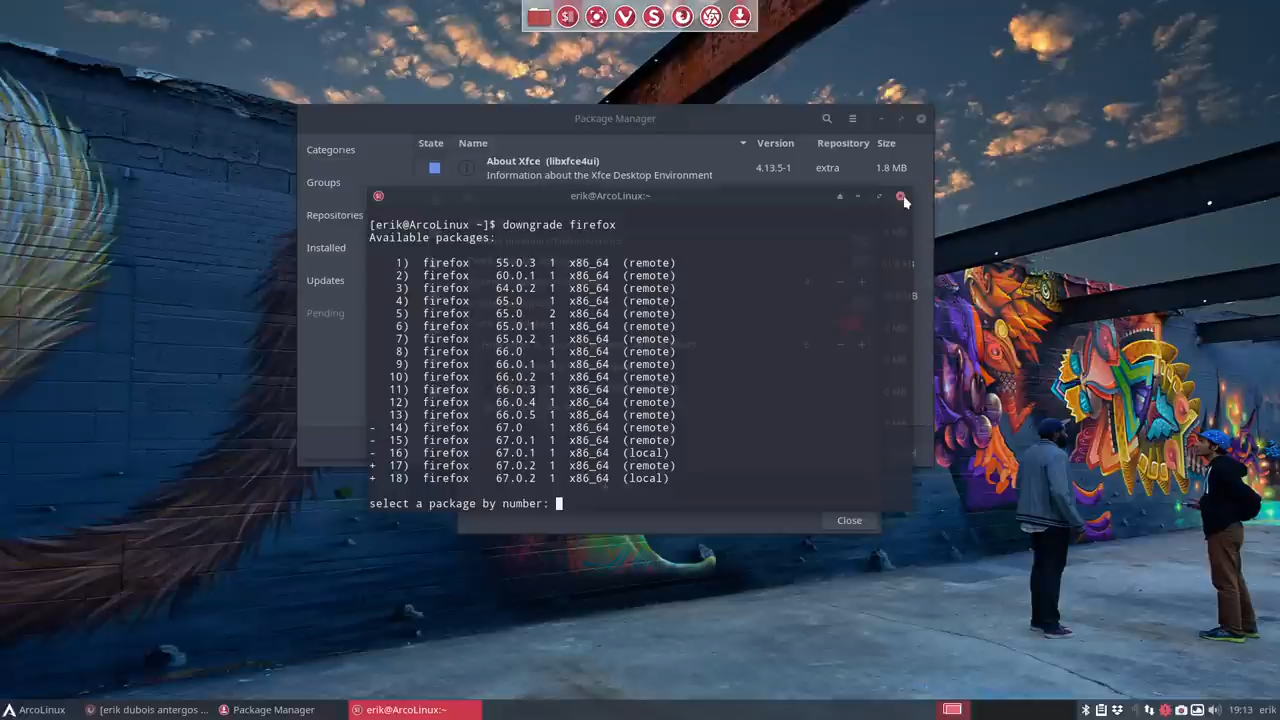 Package Manager
Categories
State Name Version Repository Size
About Xfce (libxfce4ui)
Information about the Xfce Desktop Environment
4.13.5-1 extra 1.8 MB
Groups
Repositories
Installed
Updates
Pending
erik@ArcoLinux:~
[erik@ArcoLinux ~]$ downgrade firefox
Available packages:
1) firefox 55.0.3 1 x86_64 (remote)
2) firefox 60.0.1 1 x86_64 (remote)
3) firefox 64.0.2 1 x86_64 (remote)
4) firefox 65.0 1 x86_64 (remote)
5) firefox 65.0 2 x86_64 (remote)
6) firefox 65.0.1 1 x86_64 (remote)
7) firefox 65.0.2 1 x86_64 (remote)
8) firefox 66.0 1 x86_64 (remote)
9) firefox 66.0.1 1 x86_64 (remote)
10) firefox 66.0.2 1 x86_64 (remote)
11) firefox 66.0.3 1 x86_64 (remote)
12) firefox 66.0.4 1 x86_64 (remote)
13) firefox 66.0.5 1 x86_64 (remote)
- 14) firefox 67.0 1 x86_64 (remote)
- 15) firefox 67.0.1 1 x86_64 (remote)
- 16) firefox 67.0.1 1 x86_64 (local)
+ 17) firefox 67.0.2 1 x86_64 (remote)
+ 18) firefox 67.0.2 1 x86_64 (local)
select a package by number:
Close
ArcoLinux [erik dubois antergos ... Package Manager erik@ArcoLinux:~ 19:13 erik